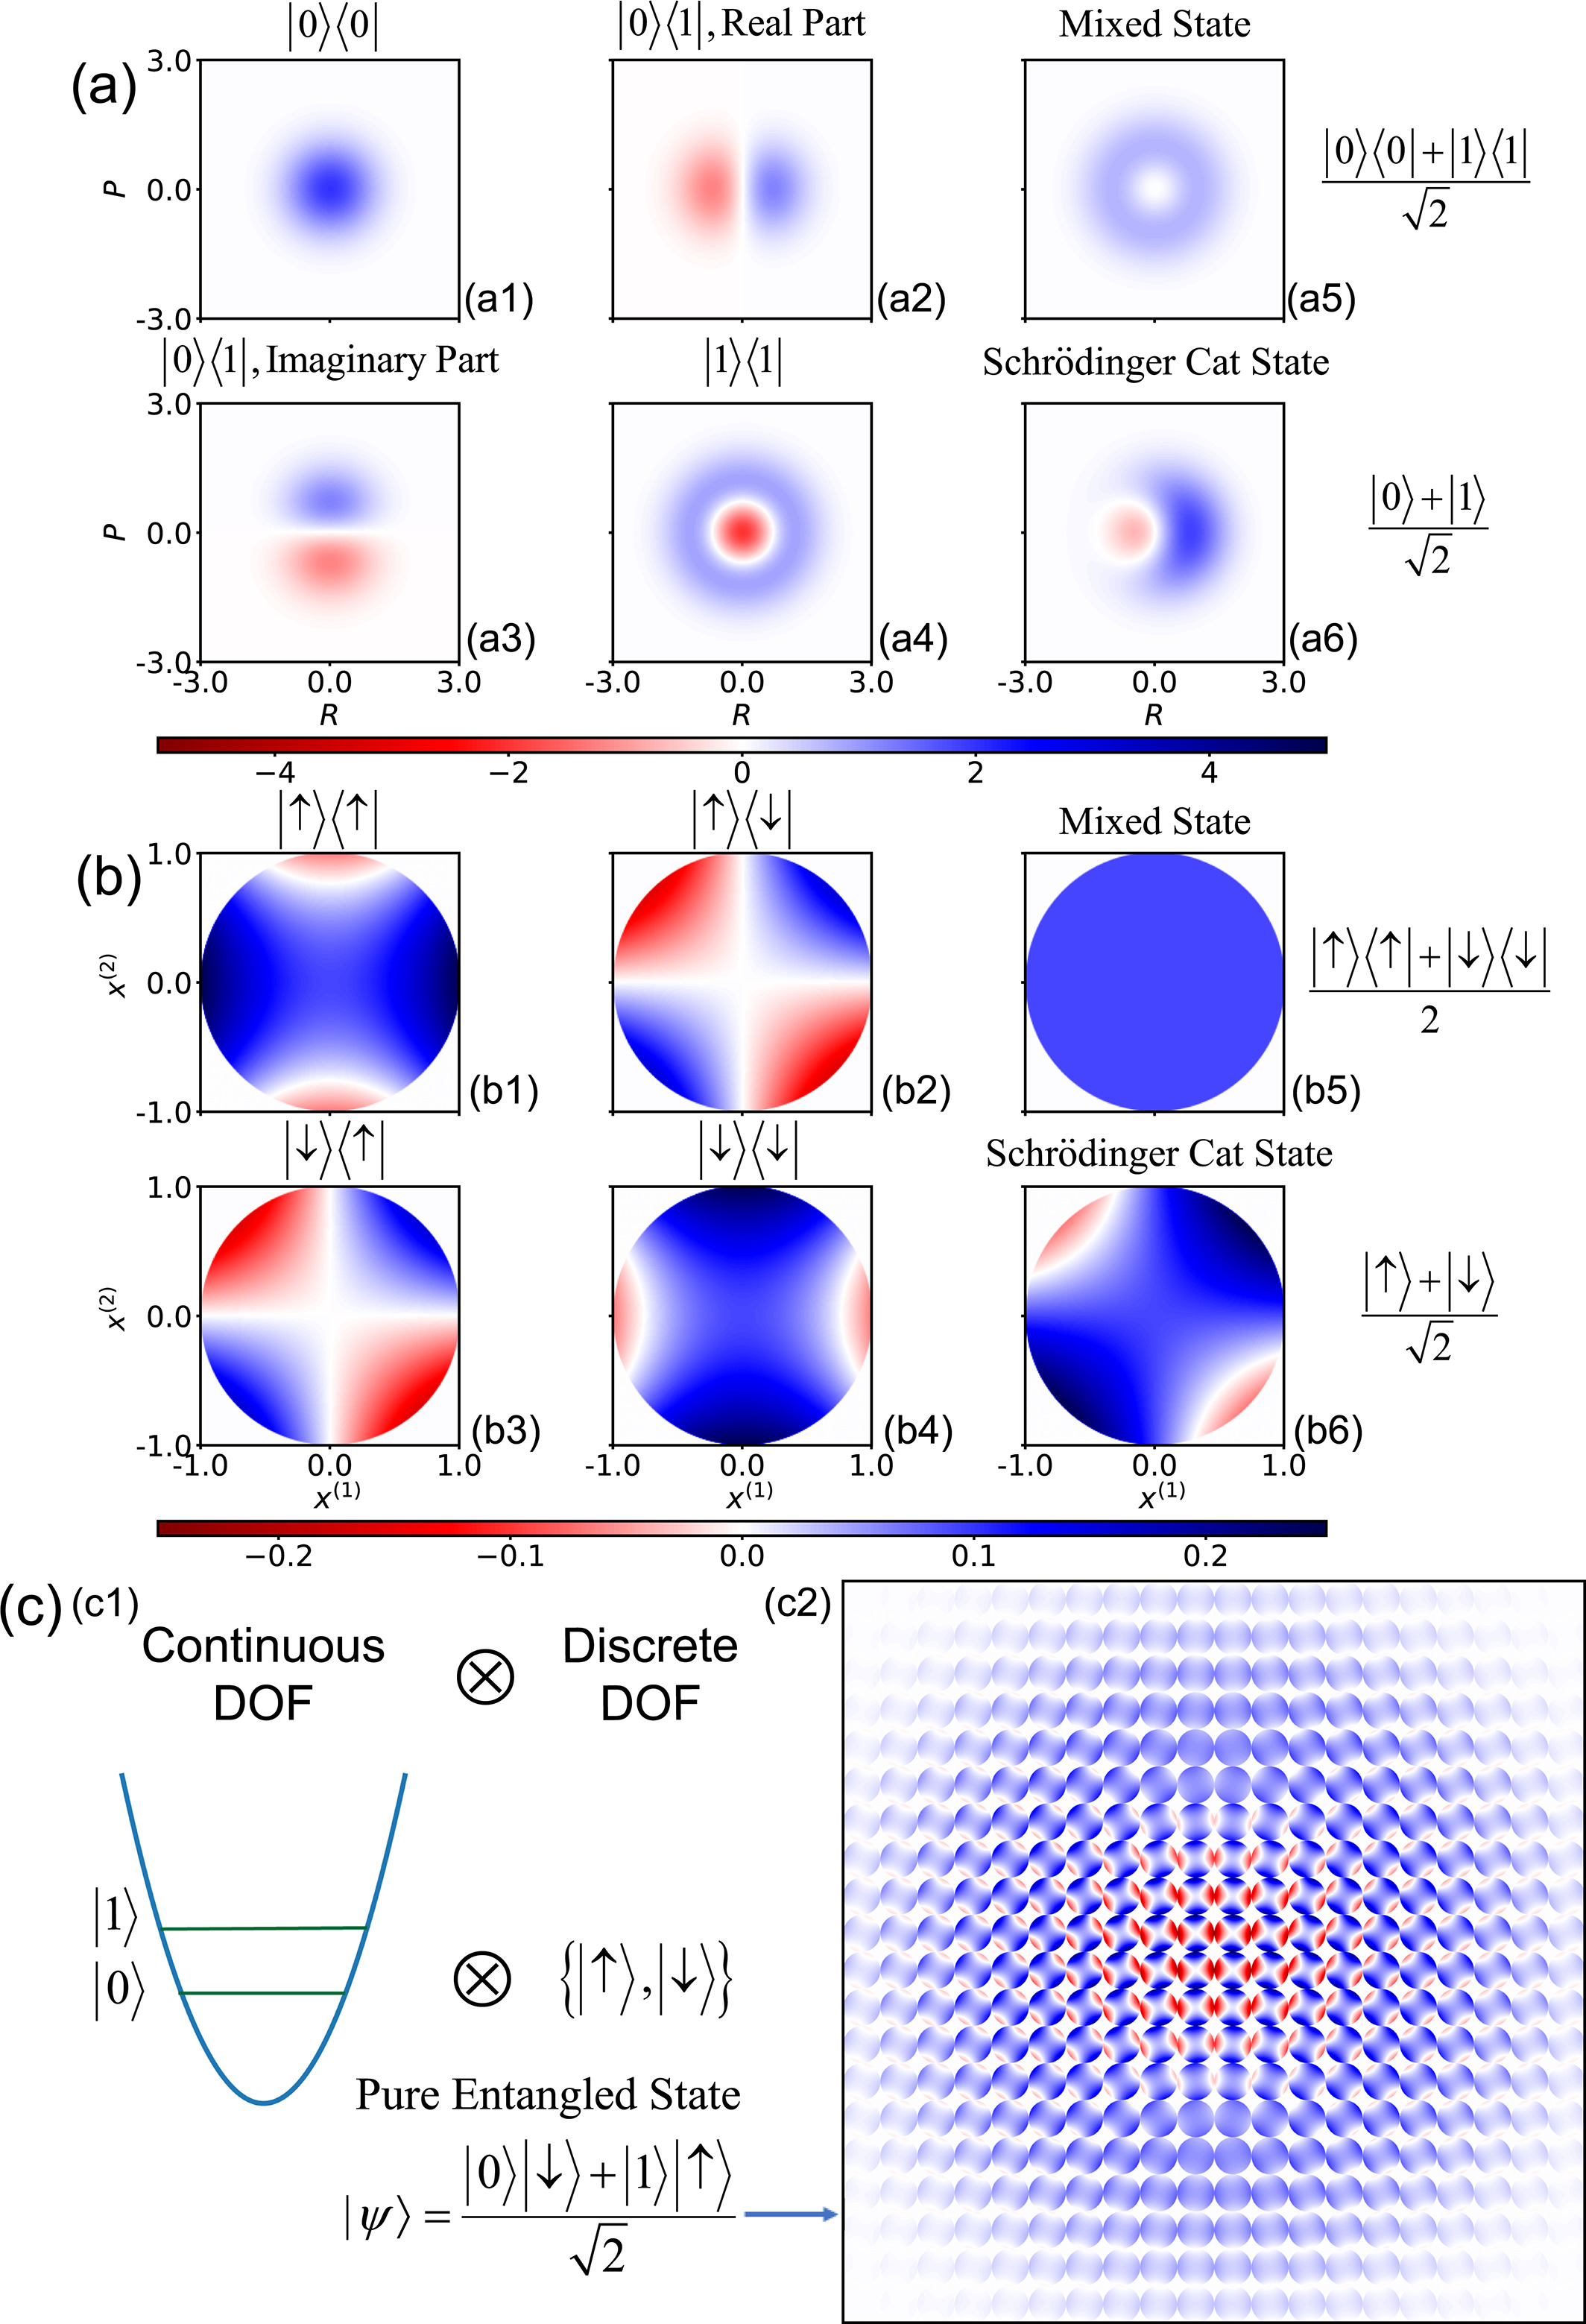 |0⟩⟨0| |0⟩⟨1|, Real Part Mixed State
(a) 3.0
P 0.0
-3.0
(a1) (a2) (a5)
|0⟩⟨0|+|1⟩⟨1|
√2
|0⟩⟨1|, Imaginary Part |1⟩⟨1| Schrödinger Cat State
3.0
P 0.0
-3.0
(a3) (a4) (a6)
|0⟩+|1⟩
√2
-3.0 0.0 3.0 -3.0 0.0 3.0 -3.0 0.0 3.0
R R R
−4 −2 0 2 4
|↑⟩⟨↑| |↑⟩⟨↓| Mixed State
(b) 1.0
x(2) 0.0
-1.0
(b1) (b2) (b5)
|↑⟩⟨↑|+|↓⟩⟨↓|
2
|↓⟩⟨↑| |↓⟩⟨↓| Schrödinger Cat State
1.0
x(2) 0.0
-1.0
(b3) (b4) (b6)
|↑⟩+|↓⟩
√2
-1.0 0.0 1.0 -1.0 0.0 1.0 -1.0 0.0 1.0
x(1) x(1) x(1)
−0.2 −0.1 0.0 0.1 0.2
(c) (c1) (c2)
Continuous ⊗ Discrete
DOF DOF
|1⟩
|0⟩ ⊗ {|↑⟩,|↓⟩}
Pure Entangled State
|ψ⟩ = |0⟩|↓⟩+|1⟩|↑⟩
√2